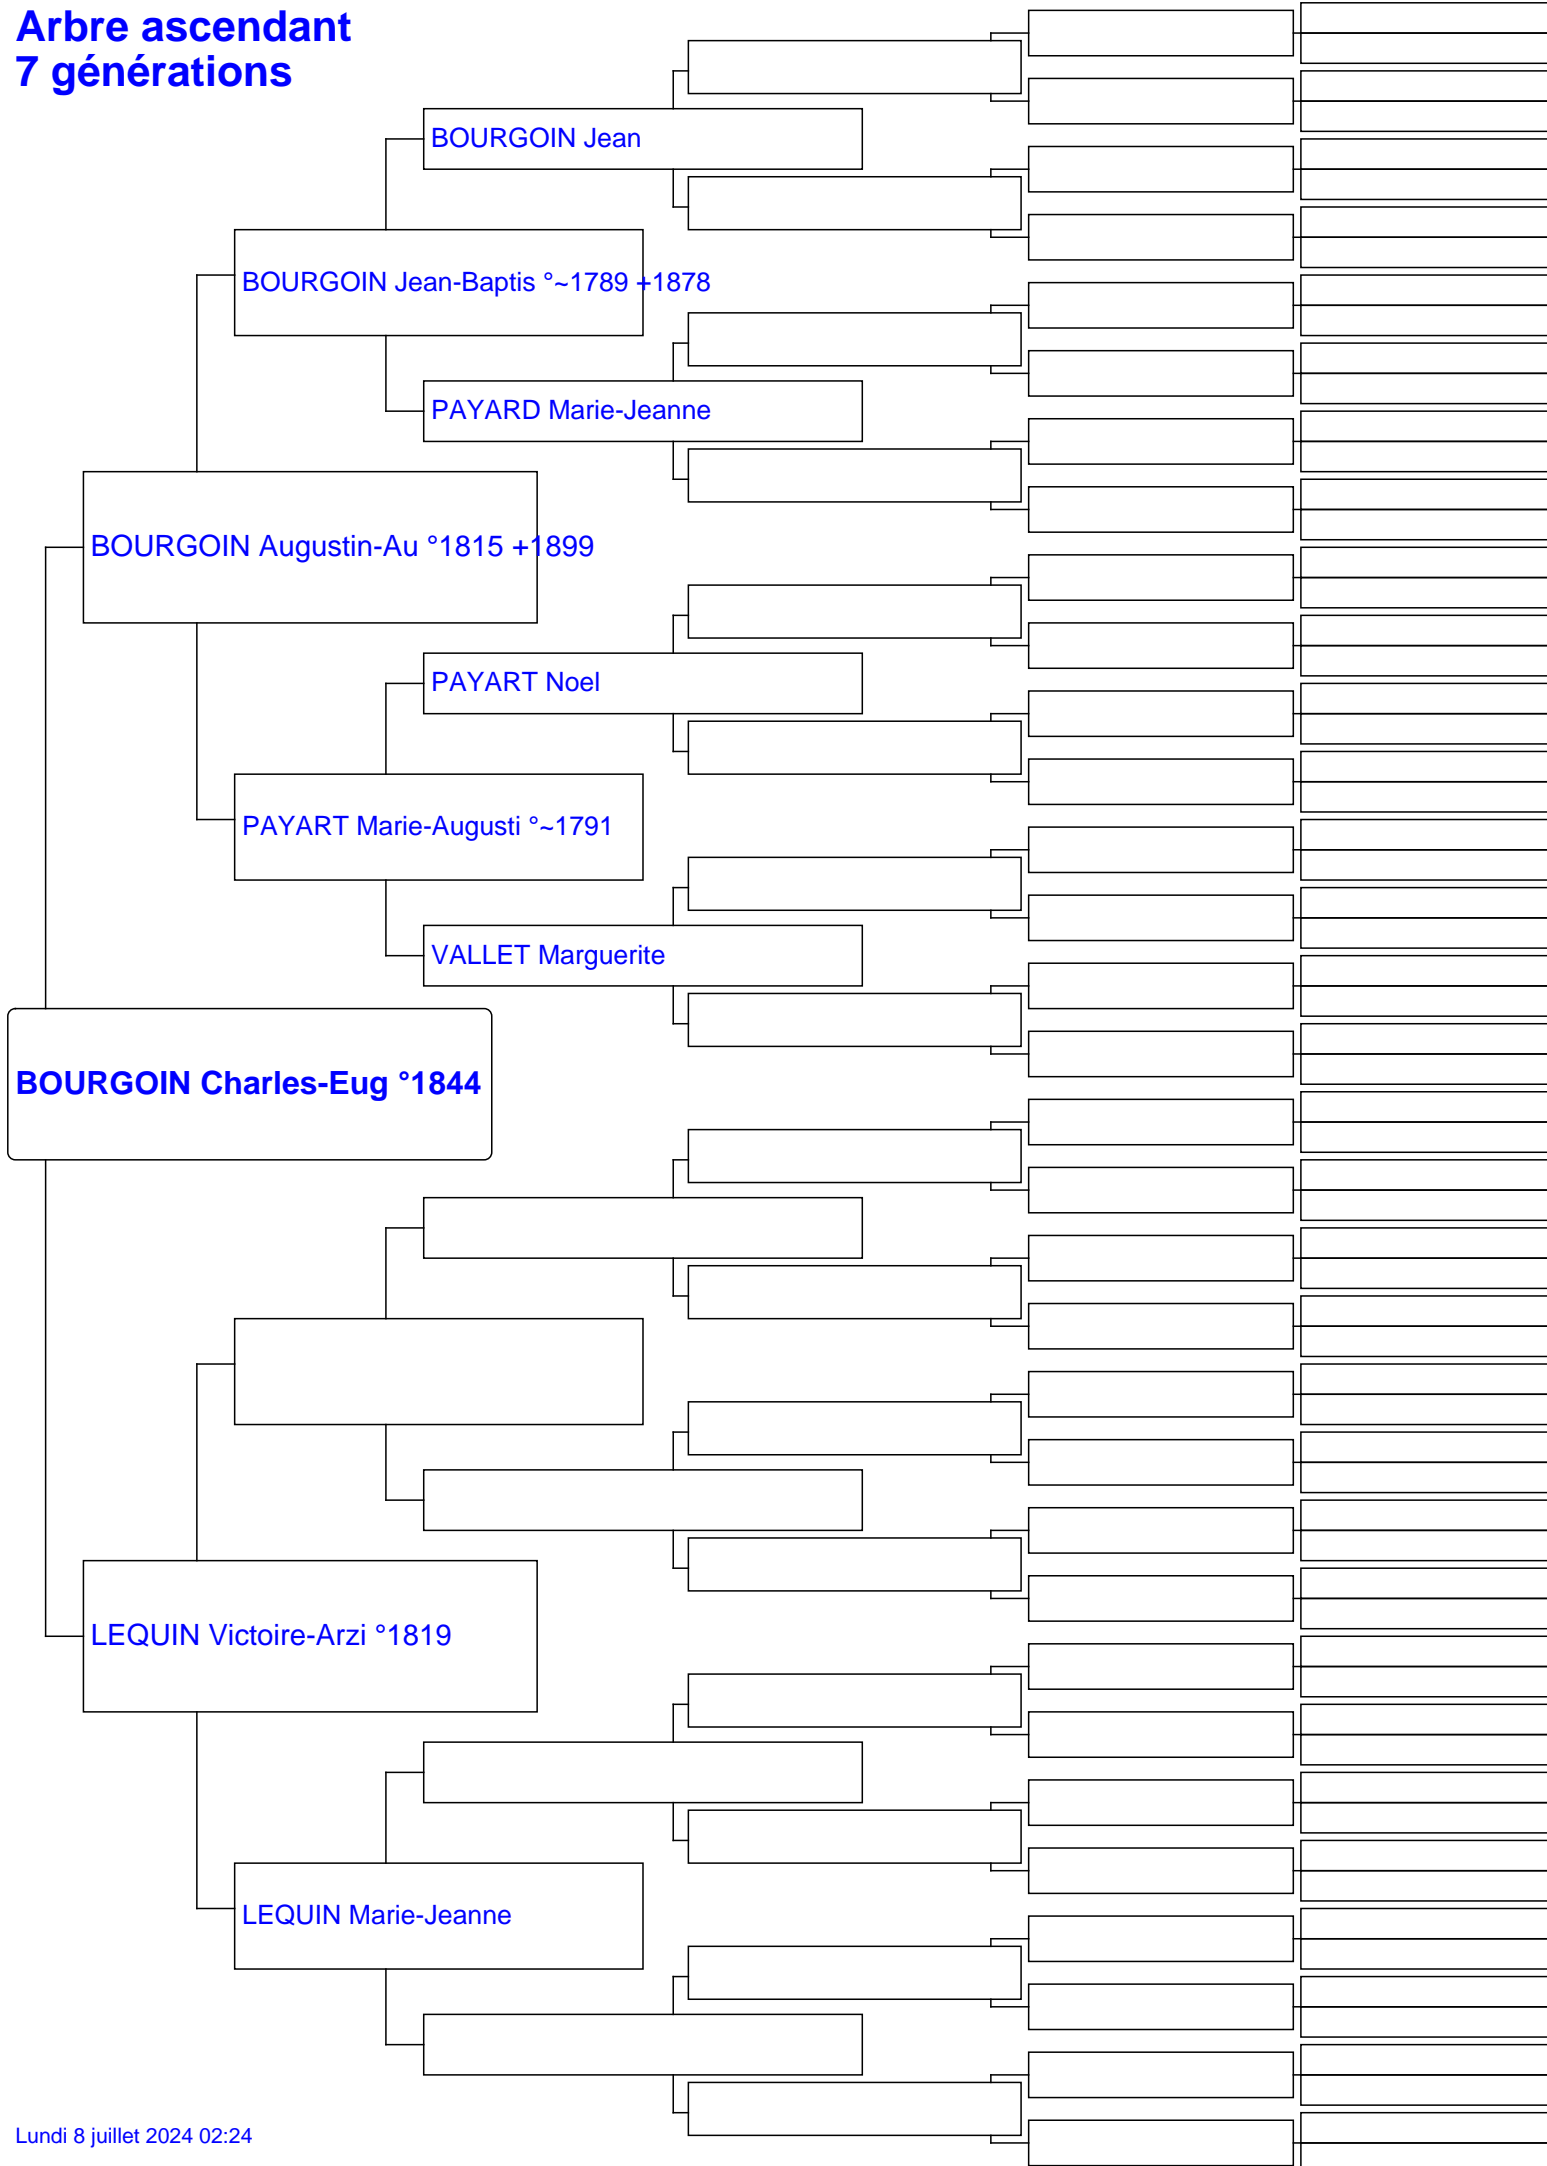 Arbre ascendant
7 générations
BOURGOIN Jean
BOURGOIN Jean-Baptis °~1789 +1878
PAYARD Marie-Jeanne
BOURGOIN Augustin-Au °1815 +1899
PAYART Noel
PAYART Marie-Augusti °~1791
VALLET Marguerite
BOURGOIN Charles-Eug °1844
LEQUIN Victoire-Arzi °1819
LEQUIN Marie-Jeanne
Lundi 8 juillet 2024 02:24